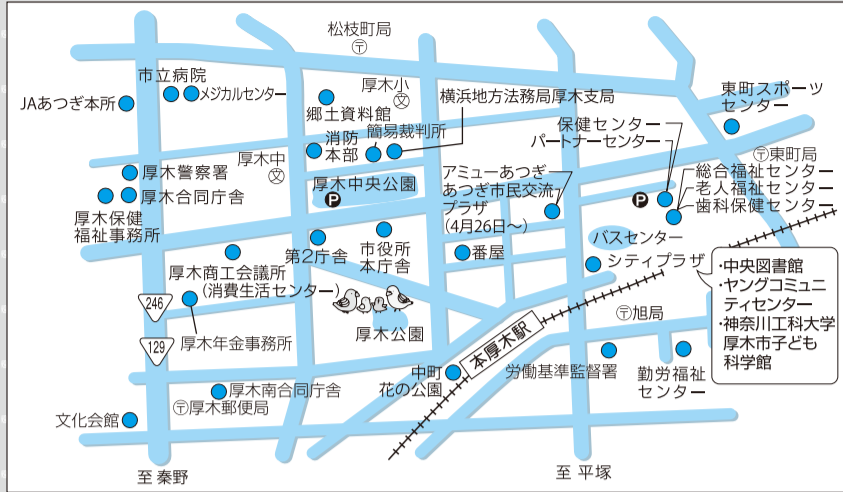 松枝町局
〒
市立病院
メジカルセンター
JAあつぎ本所
厚木小
文
郷土資料館
横浜地方法務局厚木支局
東町スポーツ
センター
消防
本部
簡易裁判所
保健センター
パートナーセンター
厚木中
文
〒東町局
厚木警察署
厚木合同庁舎
厚木保健
福祉事務所
厚木中央公園
P
アミューあつぎ
あつぎ市民交流
プラザ
(4月26日〜)
P
総合福祉センター
老人福祉センター
歯科保健センター
厚木商工会議所
(消費生活センター)
第2庁舎
市役所
本庁舎
番屋
バスセンター
シティプラザ
・中央図書館
・ヤングコミュニ
ティセンター
・神奈川工科大学
厚木市子ども
科学館
246
129
厚木年金事務所
厚木公園
本厚木駅
〒旭局
中町
花の公園
労働基準監督署
勤労福祉
センター
厚木南合同庁舎
〒厚木郵便局
文化会館
至 秦野
至 平塚